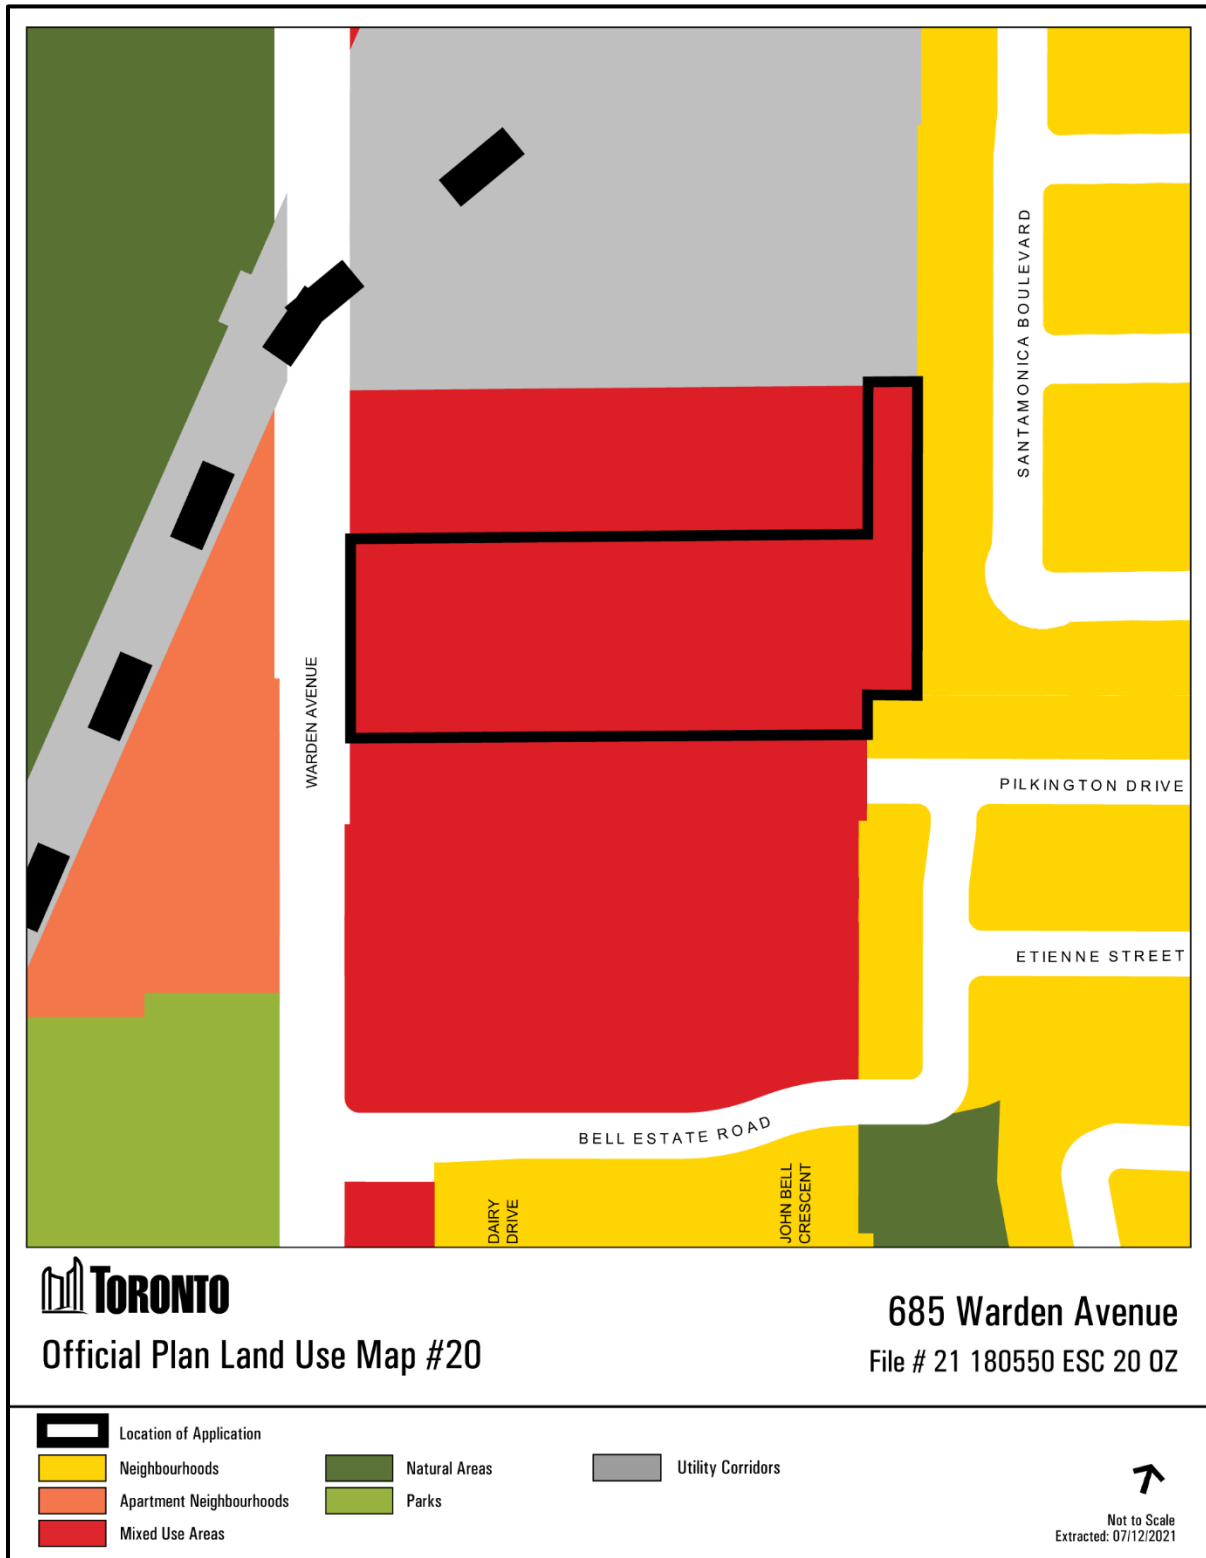 SANTAMONICA BOULEVARD
WARDEN AVENUE
PILKINGTON DRIVE
ETIENNE STREET
BELL ESTATE ROAD
DAIRY
DRIVE
JOHN BELL
CRESCENT
TORONTO
Official Plan Land Use Map #20
685 Warden Avenue
File # 21 180550 ESC 20 OZ
Location of Application
Neighbourhoods
Apartment Neighbourhoods
Mixed Use Areas
Natural Areas
Parks
Utility Corridors
Not to Scale
Extracted: 07/12/2021